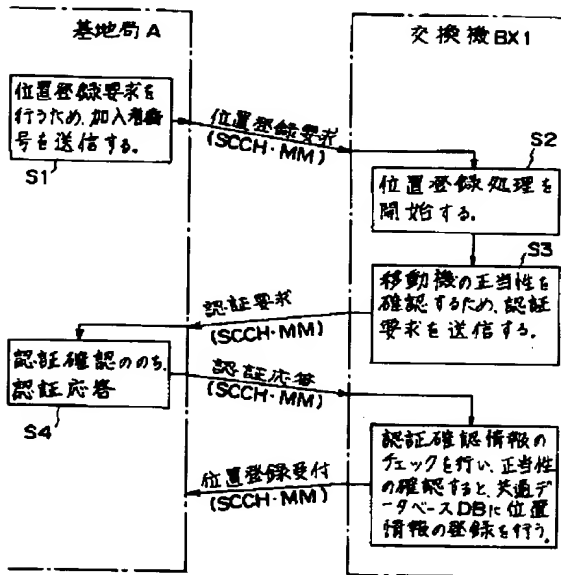 基地局A
交換機BX1
位置登録要求を
行うため、加入者番
号を送信する。
S1
位置登録要求
(SCCH・MM)
S2
位置登録処理を
開始する。
S3
移動機の正当性を
確認するため、認証
要求を送信する。
認証要求
(SCCH・MM)
認証確認ののち、
認証応答
S4
認証応答
(SCCH・MM)
認証確認情報の
チェックを行い、正当性
の確認すると、共通デ
ータベースDBに位置
情報の登録を行う。
位置登録受付
(SCCH・MM)